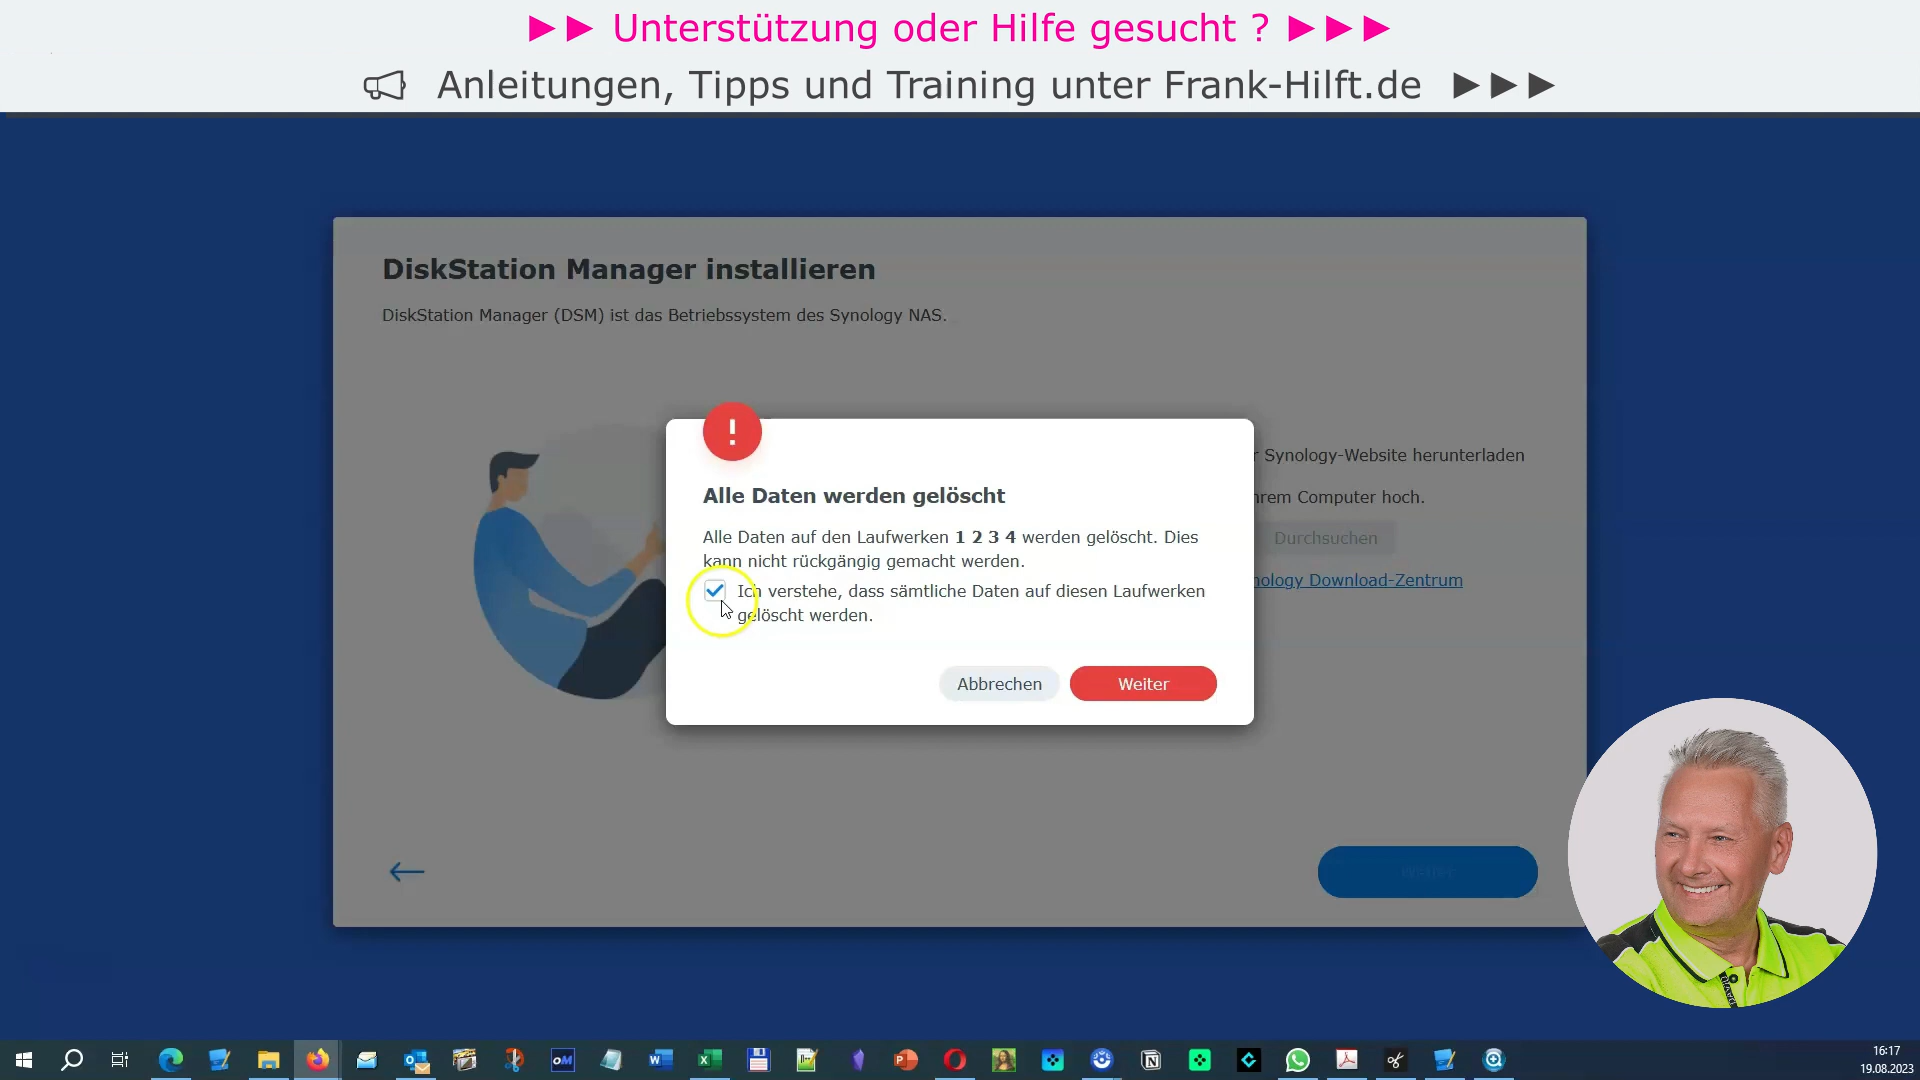 ►► Unterstützung oder Hilfe gesucht ? ►►►
Anleitungen, Tipps und Training unter Frank-Hilft.de ►►►
DiskStation Manager installieren
DiskStation Manager (DSM) ist das Betriebssystem des Synology NAS.
Synology-Website herunterladen
hrem Computer hoch.
Durchsuchen
nology Download-Zentrum
!
Alle Daten werden gelöscht
Alle Daten auf den Laufwerken 1 2 3 4 werden gelöscht. Dies
kann nicht rückgängig gemacht werden.
Ich verstehe, dass sämtliche Daten auf diesen Laufwerken
gelöscht werden.
Abbrechen
Weiter
oM
16:17
19.08.2023